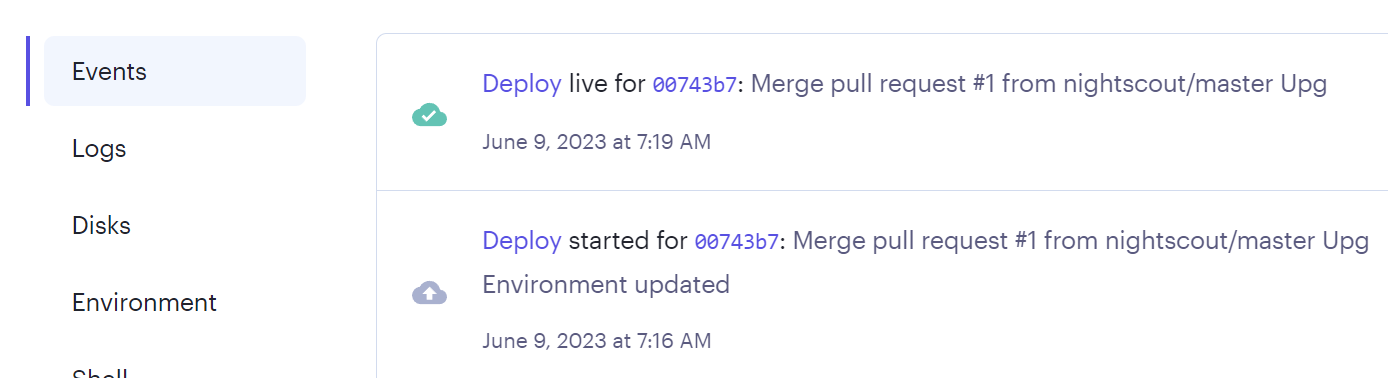 Events
Logs
Disks
Environment
Shell
Deploy live for 00743b7: Merge pull request #1 from nightscout/master Upg
June 9, 2023 at 7:19 AM
Deploy started for 00743b7: Merge pull request #1 from nightscout/master Upg
Environment updated
June 9, 2023 at 7:16 AM